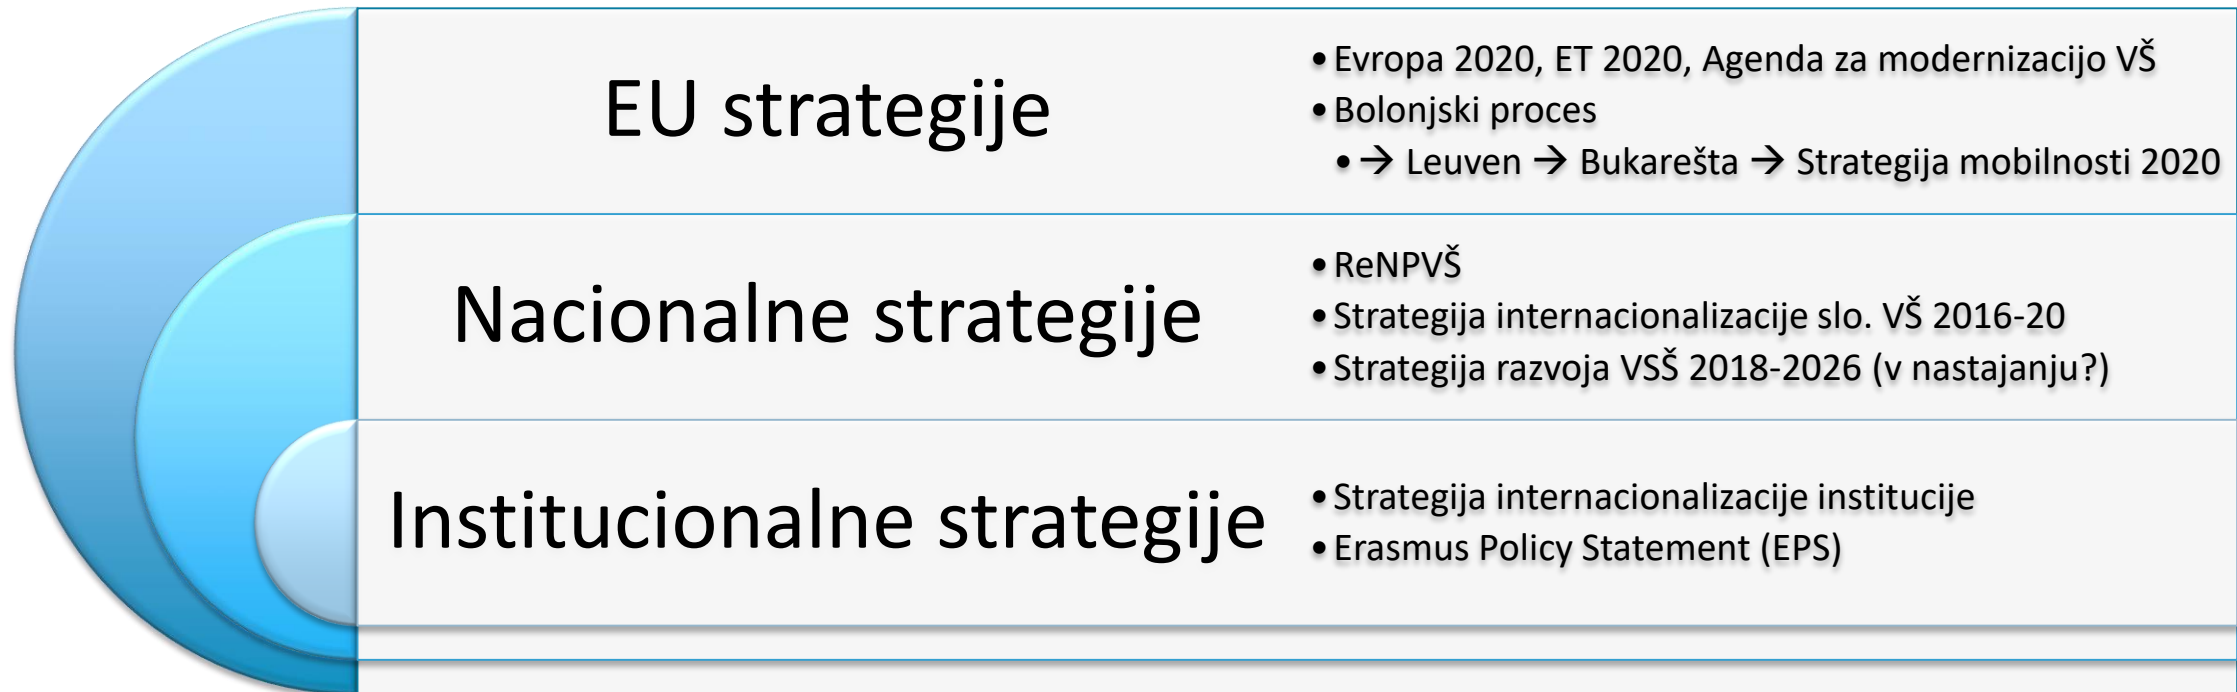 EU strategije
• Evropa 2020, ET 2020, Agenda za modernizacijo VŠ
• Bolonjski proces
• → Leuven → Bukarešta → Strategija mobilnosti 2020
Nacionalne strategije
• ReNPVŠ
• Strategija internacionalizacije slo. VŠ 2016-20
• Strategija razvoja VSŠ 2018-2026 (v nastajanju?)
Institucionalne strategije
• Strategija internacionalizacije institucije
• Erasmus Policy Statement (EPS)